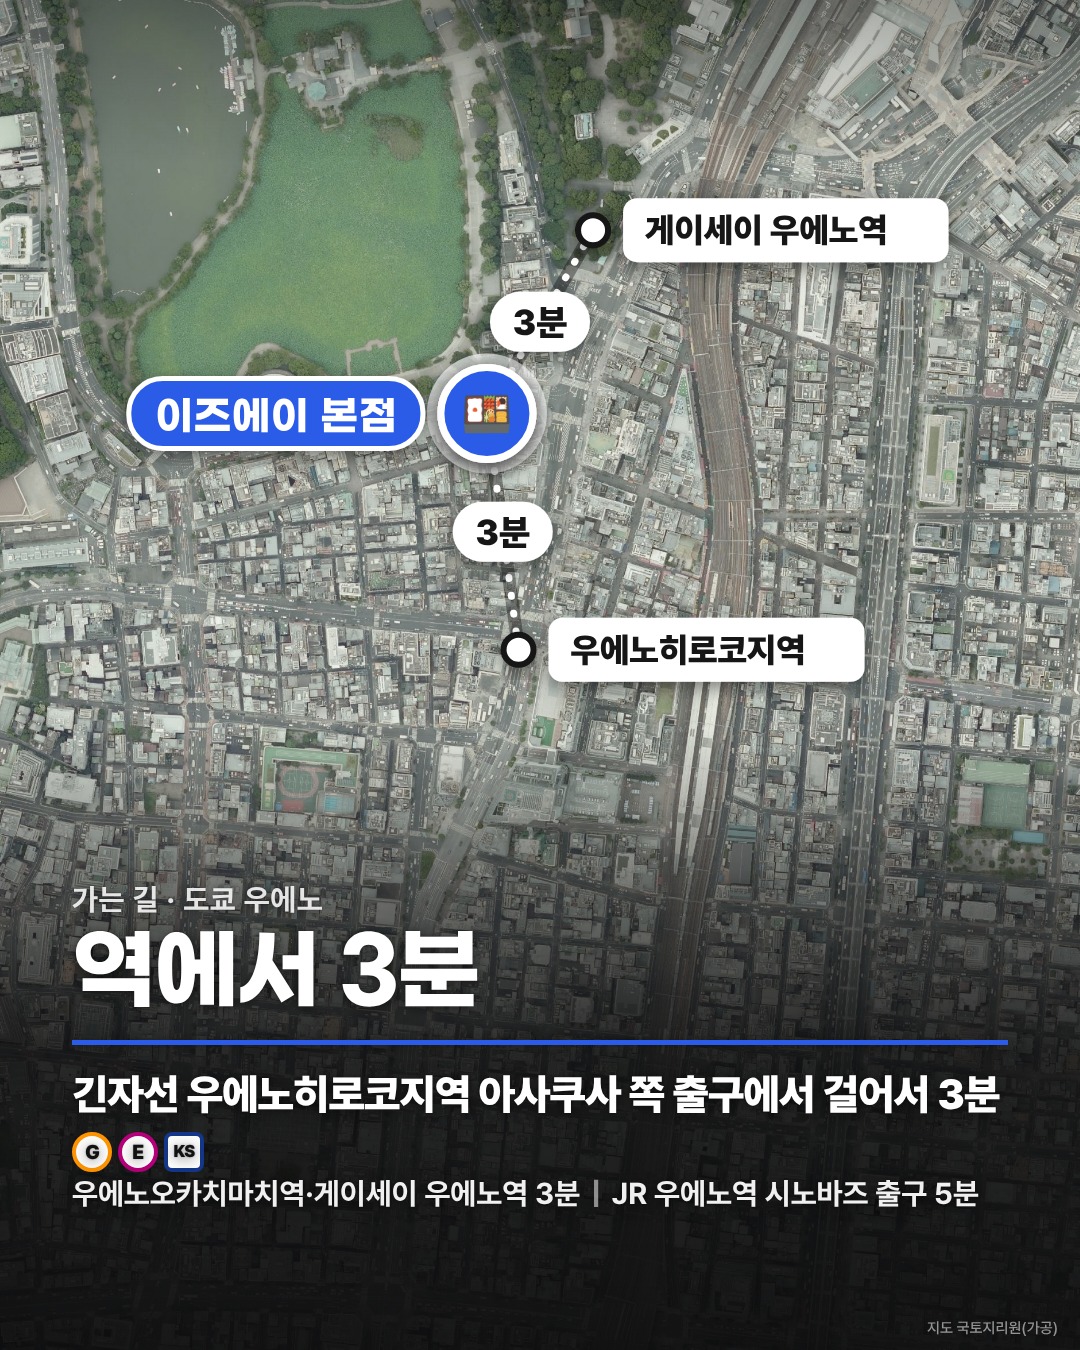 게이세이 우에노역
3분
이즈에이 본점
3분
우에노히로코지역
가는 길 · 도쿄 우에노
역에서 3분
긴자선 우에노히로코지역 아사쿠사 쪽 출구에서 걸어서 3분
G E KS
우에노오카치마치역·게이세이 우에노역 3분 | JR 우에노역 시노바즈 출구 5분
지도 국토지리원(가공)